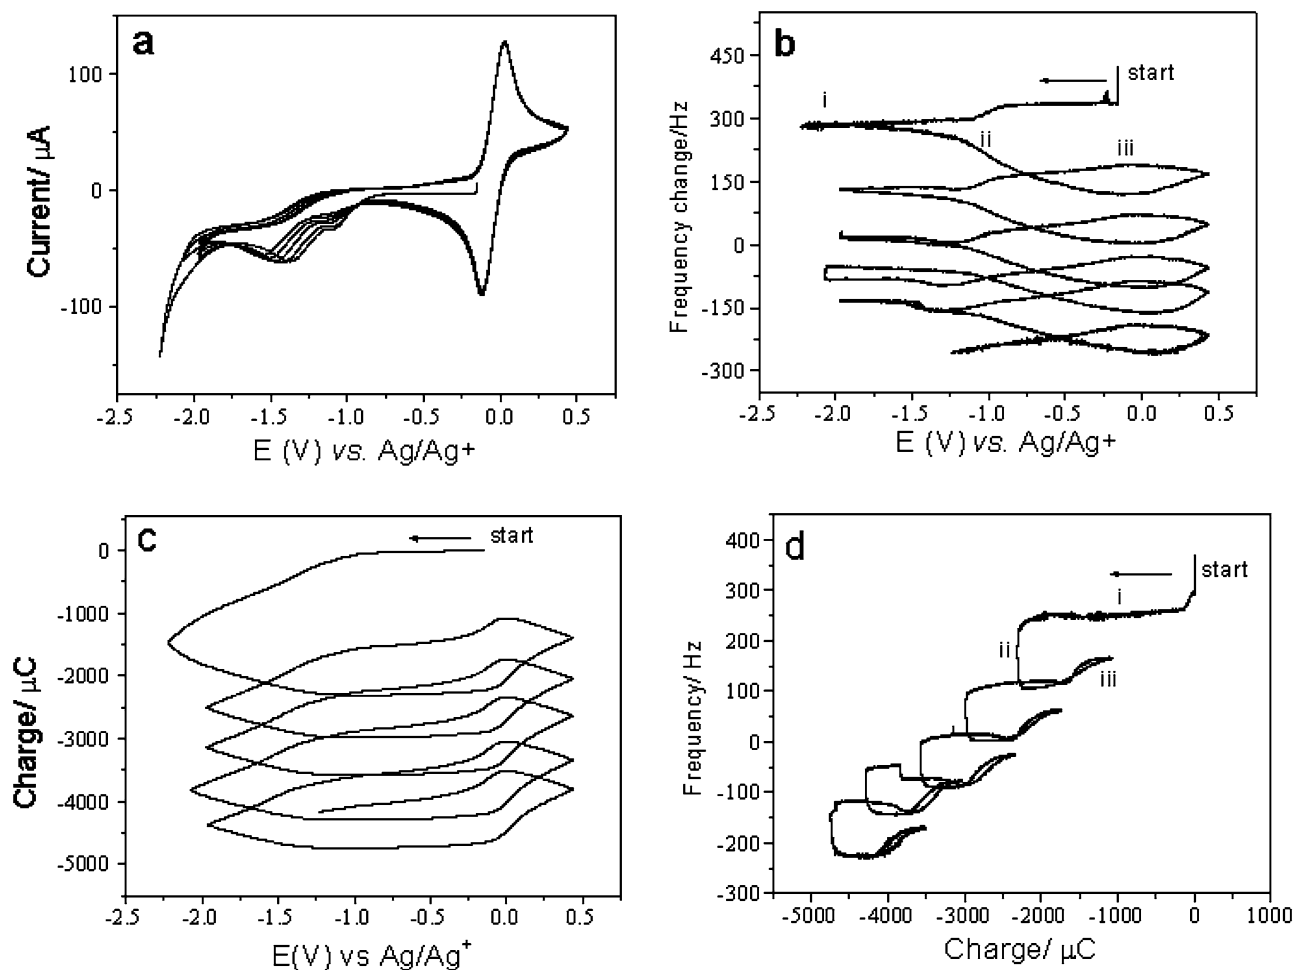 a
Current/ μA
100
0
-100
-2.5 -2.0 -1.5 -1.0 -0.5 0.0 0.5
E (V) vs. Ag/Ag+
b
start
i
ii
iii
Frequency change/Hz
450
300
150
0
-150
-300
-2.5 -2.0 -1.5 -1.0 -0.5 0.0 0.5
E (V) vs. Ag/Ag+
c
start
Charge/ μC
0
-1000
-2000
-3000
-4000
-5000
-2.5 -2.0 -1.5 -1.0 -0.5 0.0 0.5
E(V) vs Ag/Ag⁺
d
start
i
ii
iii
Frequency/ Hz
400
300
200
100
0
-100
-200
-300
-5000 -4000 -3000 -2000 -1000 0 1000
Charge/ μC